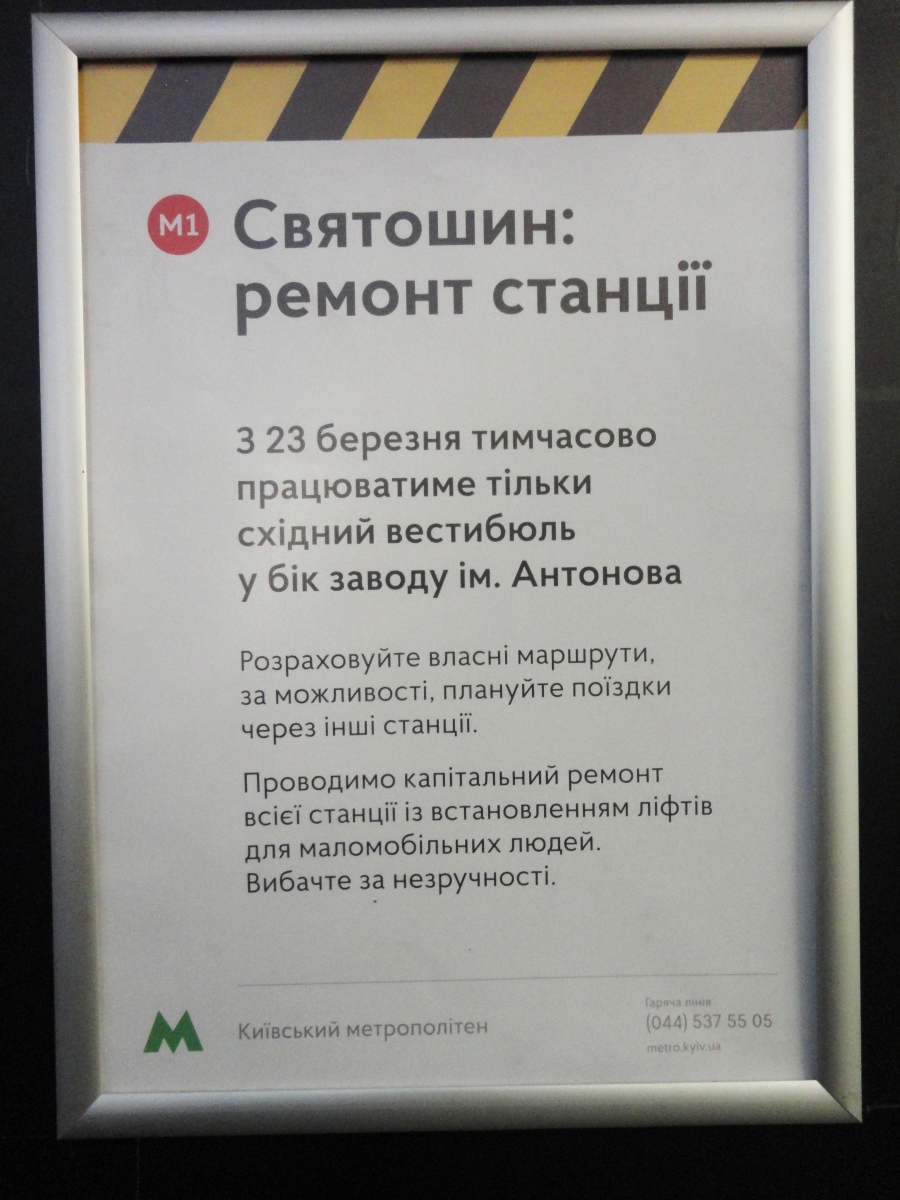 М1
Святошин:
ремонт станції
З 23 березня тимчасово
працюватиме тільки
східний вестибюль
у бік заводу ім. Антонова
Розраховуйте власні маршрути,
за можливості, плануйте поїздки
через інші станції.
Проводимо капітальний ремонт
всієї станції із встановленням ліфтів
для маломобільних людей.
Вибачте за незручності.
М
Київський метрополітен
Гаряча лінія
(044) 537 55 05
metro.kyiv.ua